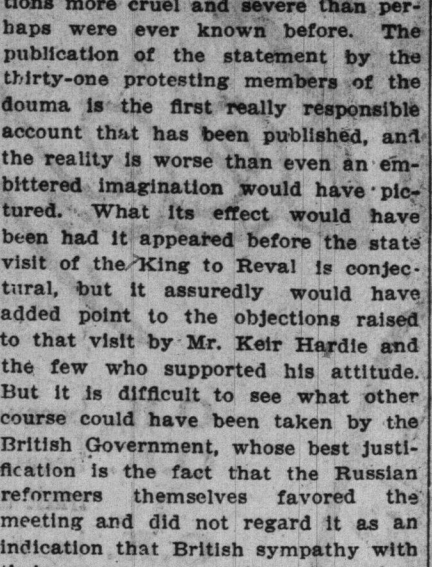 tions more cruel and severe than per-
haps were ever known before. The
publication of the statement by the
thirty-one protesting members of the
douma is the first really responsible
account that has been published, and
the reality is worse than even an em-
bittered imagination would have pic-
tured. What its effect would have
been had it appeared before the state
visit of the King to Reval is conjec-
tural, but it assuredly would have
added point to the objections raised
to that visit by Mr. Keir Hardie and
the few who supported his attitude.
But it is difficult to see what other
course could have been taken by the
British Government, whose best justi-
fication is the fact that the Russian
reformers themselves favored the
meeting and did not regard it as an
indication that British sympathy with